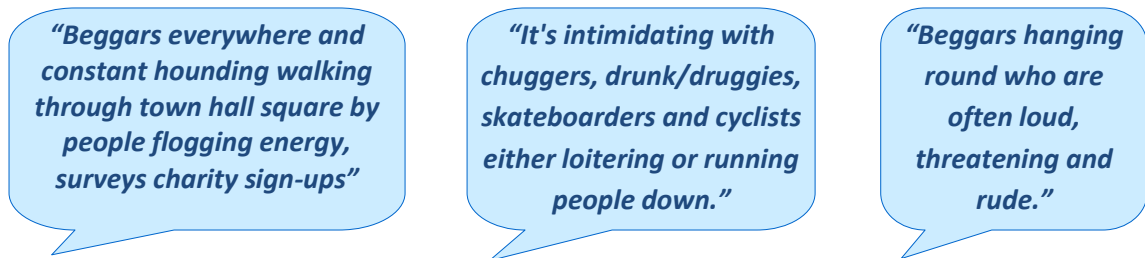 “Beggars everywhere and
constant hounding walking
through town hall square by
people flogging energy,
surveys charity sign-ups”
“It's intimidating with
chuggers, drunk/druggies,
skateboarders and cyclists
either loitering or running
people down.”
“Beggars hanging
round who are
often loud,
threatening and
rude.”